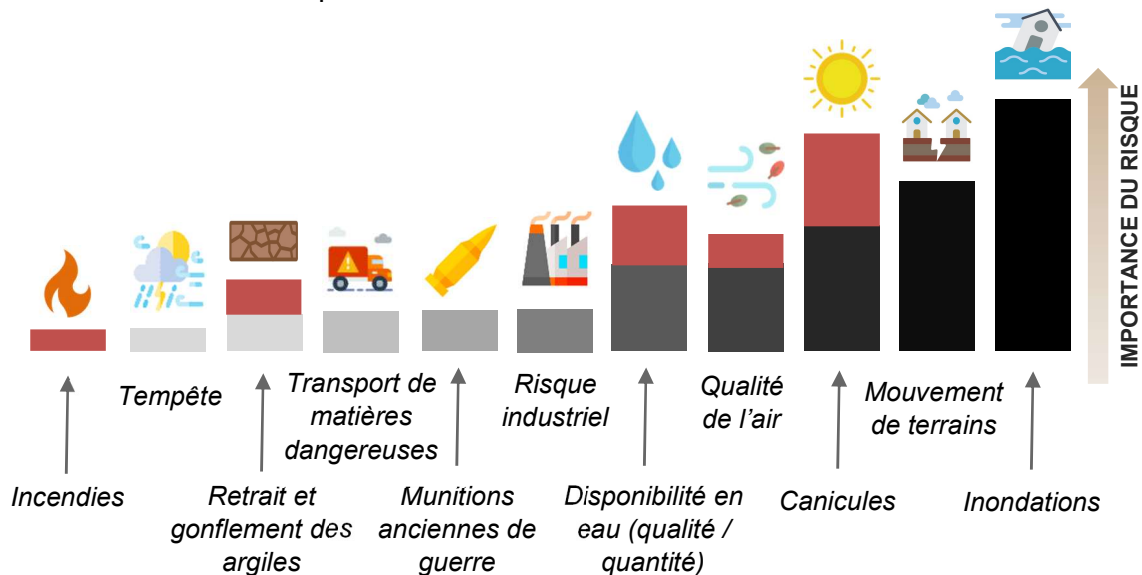 IMPORTANCE DU RISQUE
Tempête
Transport de
matières
dangereuses
Risque
industriel
Qualité
de l'air
Mouvement
de terrains
Incendies
Retrait et
gonflement des
argiles
Munitions
anciennes de
guerre
Disponibilité en
eau (qualité /
quantité)
Canicules
Inondations